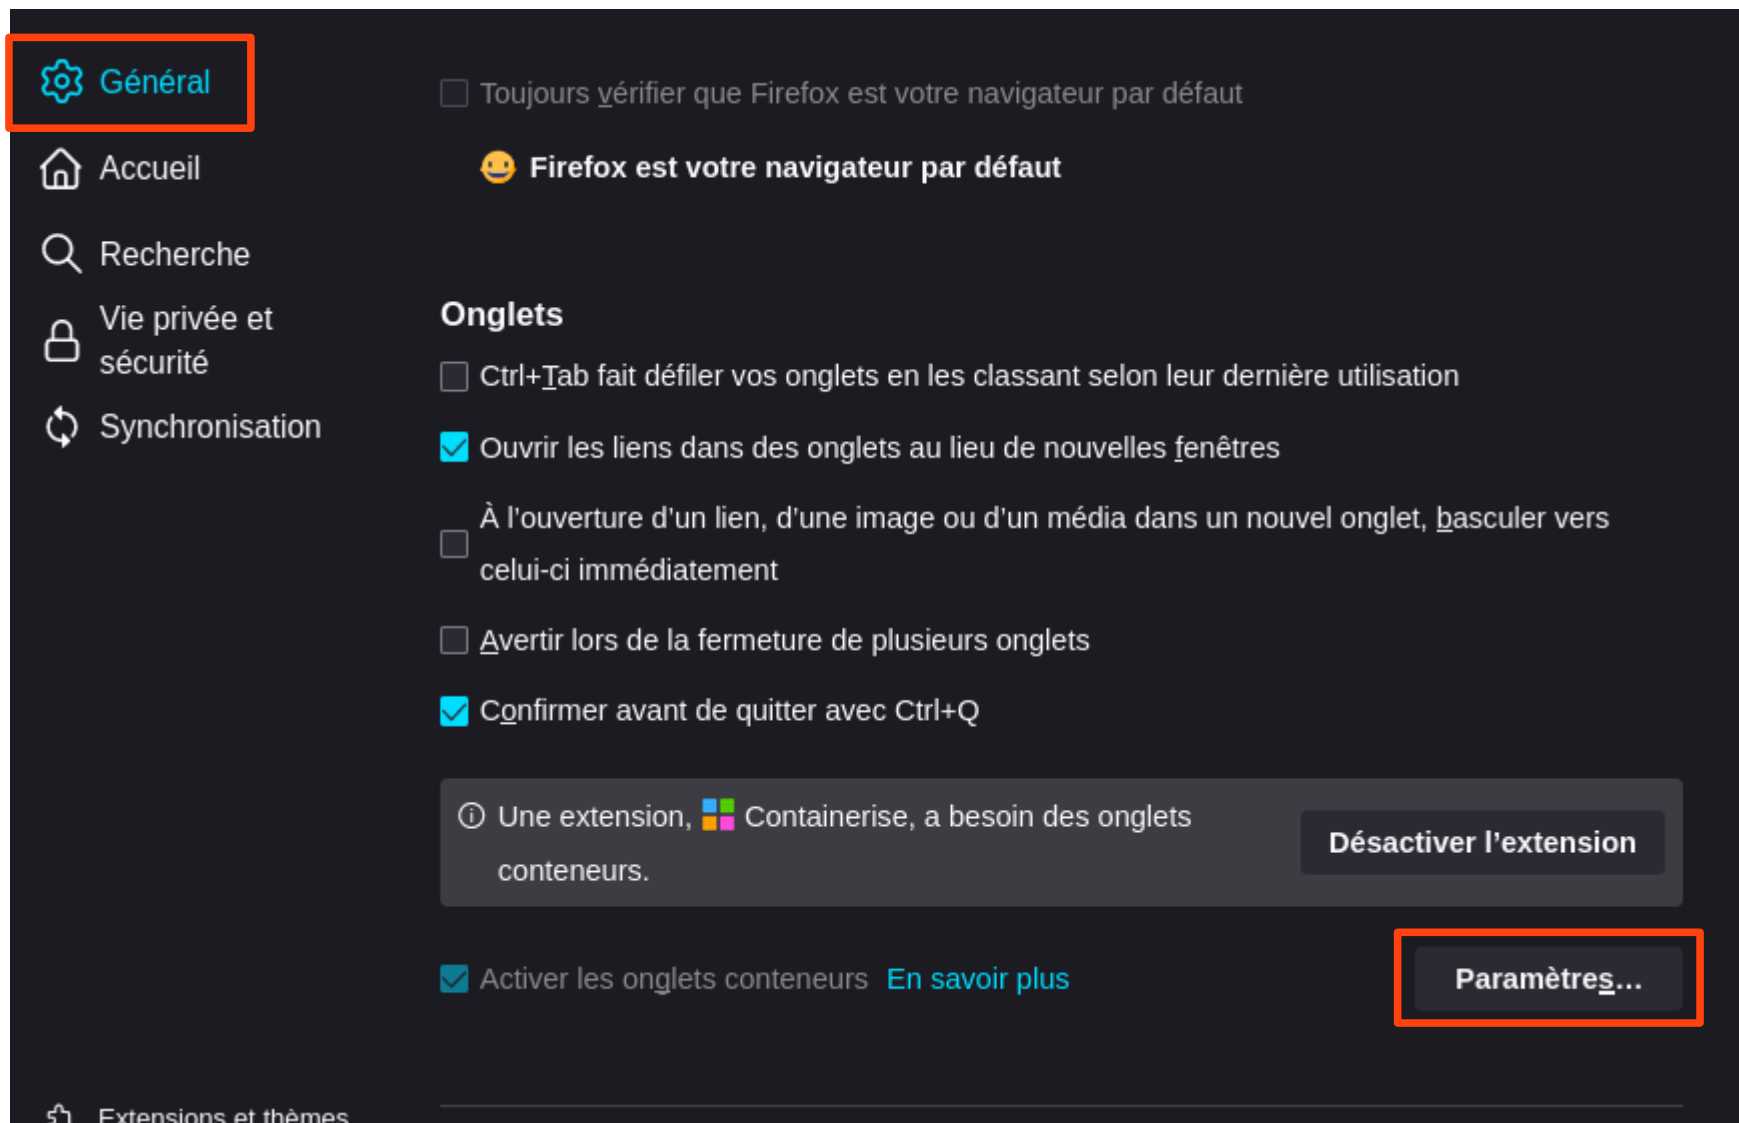 Général
Accueil
Recherche
Vie privée et
sécurité
Synchronisation
Extensions et thèmes
Toujours vérifier que Firefox est votre navigateur par défaut
Firefox est votre navigateur par défaut
Onglets
Ctrl+Tab fait défiler vos onglets en les classant selon leur dernière utilisation
Ouvrir les liens dans des onglets au lieu de nouvelles fenêtres
À l’ouverture d’un lien, d’une image ou d’un média dans un nouvel onglet, basculer vers
celui-ci immédiatement
Avertir lors de la fermeture de plusieurs onglets
Confirmer avant de quitter avec Ctrl+Q
Une extension, Containerise, a besoin des onglets
conteneurs.
Désactiver l’extension
Activer les onglets conteneurs En savoir plus
Paramètres…